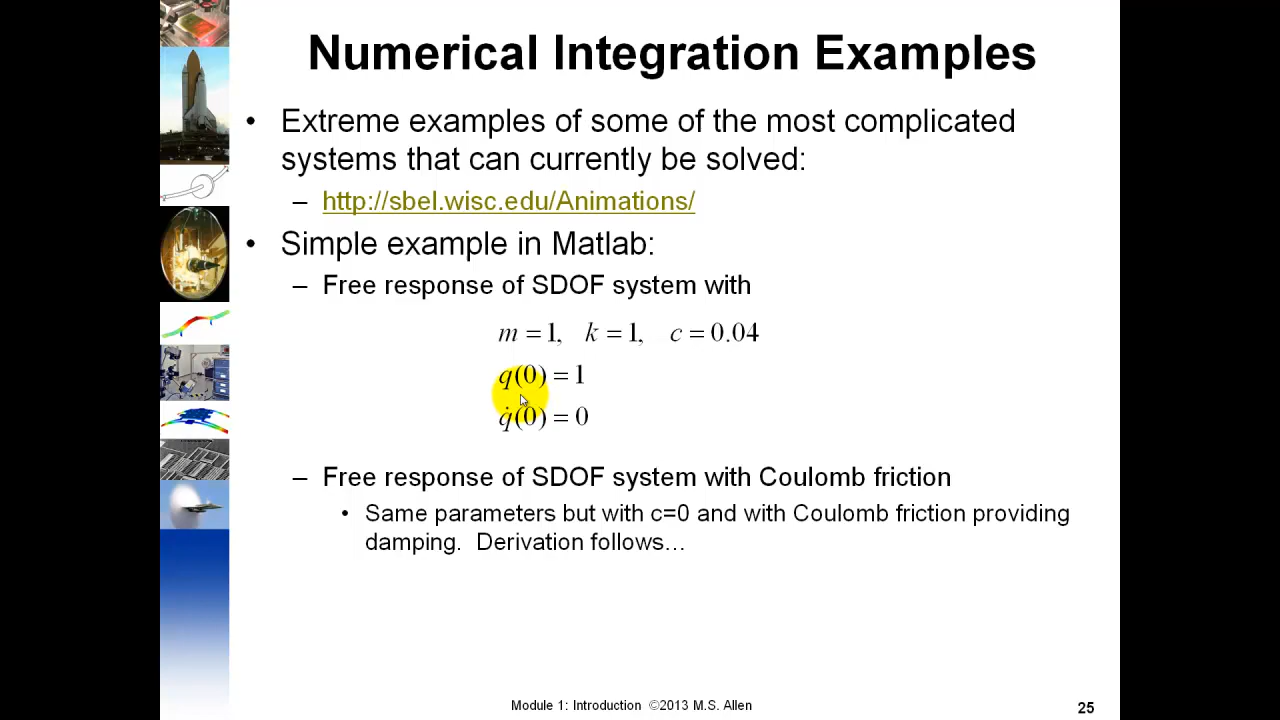 Numerical Integration Examples
• Extreme examples of some of the most complicated
systems that can currently be solved:
– http://sbel.wisc.edu/Animations/
• Simple example in Matlab:
– Free response of SDOF system with
m = 1, k = 1, c = 0.04
q(0) = 1
q̇(0) = 0
– Free response of SDOF system with Coulomb friction
• Same parameters but with c=0 and with Coulomb friction providing
damping. Derivation follows…
Module 1: Introduction ©2013 M.S. Allen
25